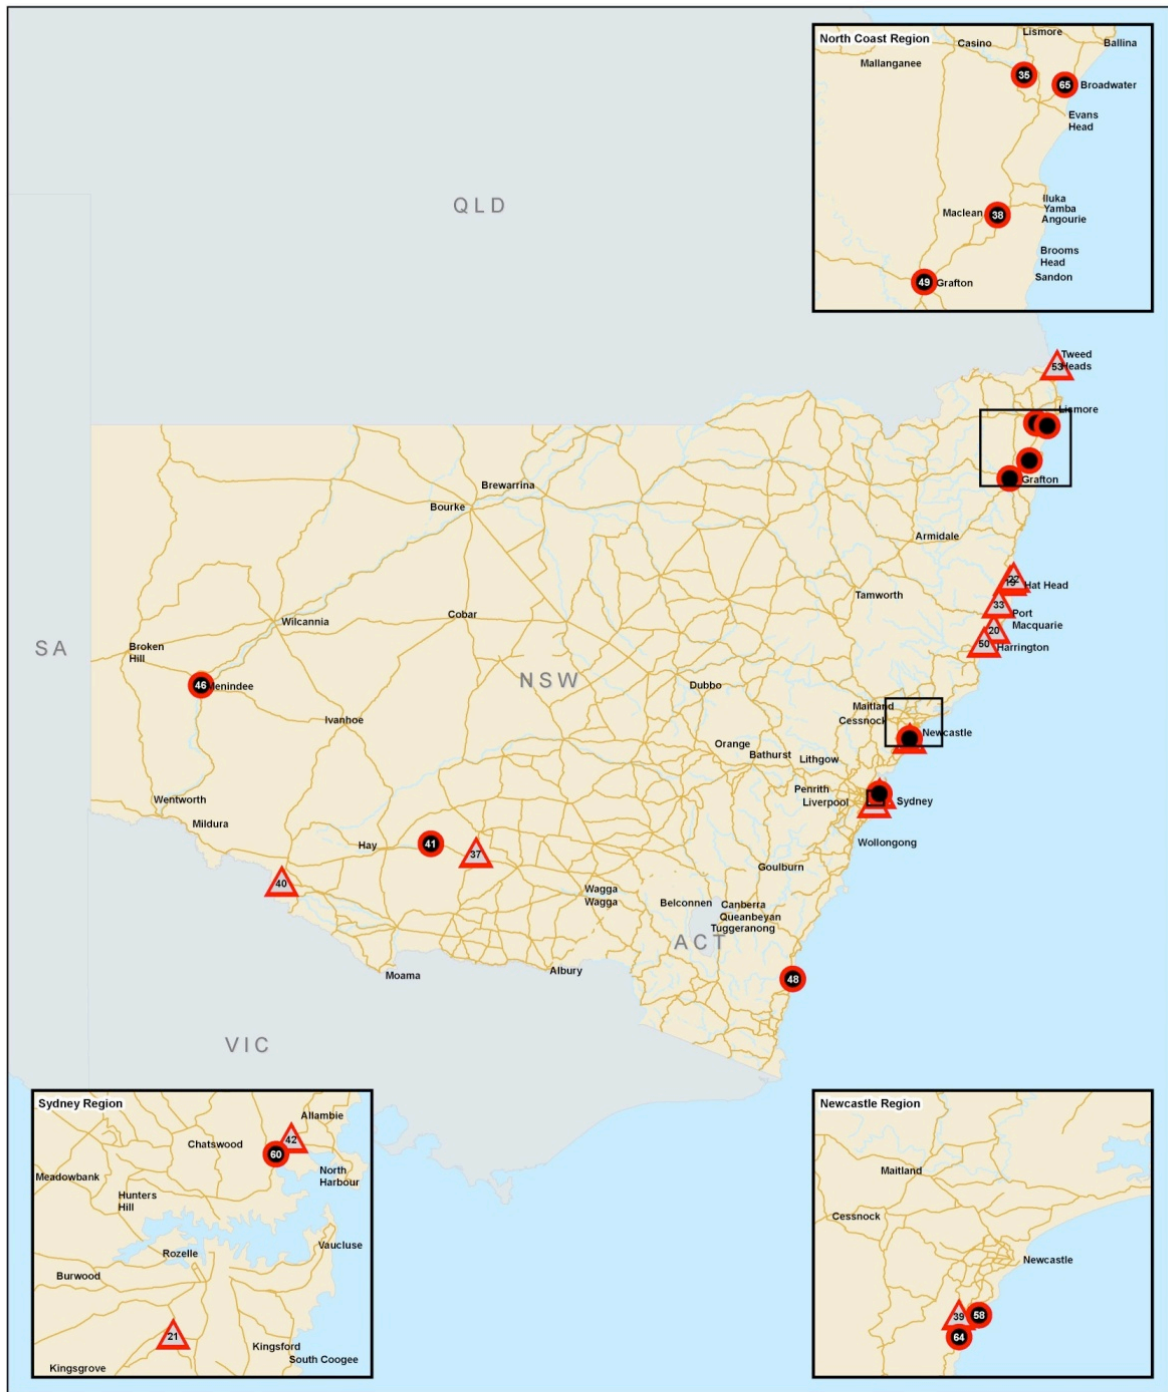 North Coast Region
Lismore
Casino
Ballina
Mallanganee
35
65
Broadwater
Evans
Head
Iluka
Yamba
Angourie
Maclean
38
Brooms
Head
Sandon
49
Grafton
QLD
Tweed
Heads
53
Lismore
Grafton
Brewarrina
Bourke
Armidale
22
Hat Head
Tamworth
33
Port
Macquarie
20
50
Harrington
Cobar
Wilcannia
SA
Broken
Hill
46
Menindee
NSW
Dubbo
Ivanhoe
Maitland
Cessnock
Newcastle
Orange
Bathurst
Lithgow
Penrith
Liverpool
Sydney
Wentworth
Mildura
Wollongong
Hay
41
37
40
Goulburn
Wagga
Wagga
Belconnen
Canberra
Queanbeyan
Tuggeranong
ACT
Moama
Albury
48
VIC
Sydney Region
Allambie
42
Chatswood
60
North
Harbour
Meadowbank
Hunters
Hill
Vaucluse
Rozelle
Burwood
21
Kingsford
South Coogee
Kingsgrove
Newcastle Region
Maitland
Cessnock
Newcastle
39
58
64